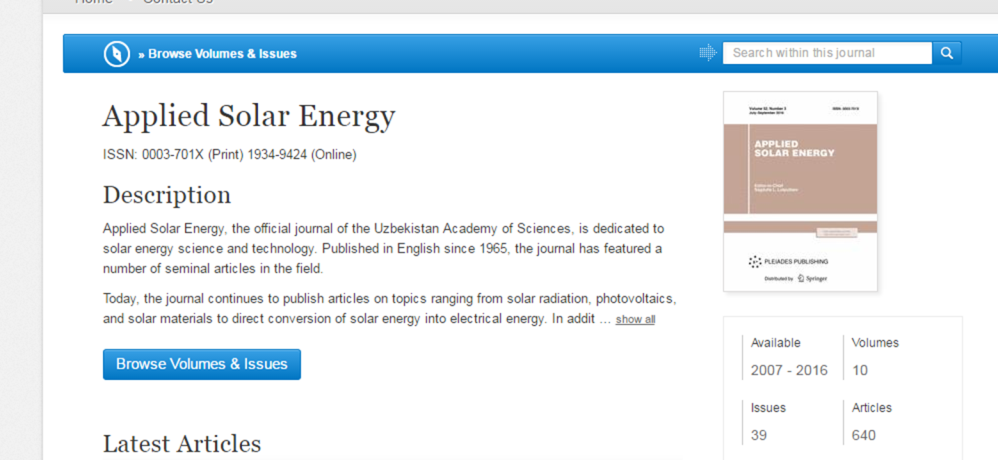 Home Contact Us
» Browse Volumes & Issues
Search within this journal
Applied Solar Energy
ISSN: 0003-701X (Print) 1934-9424 (Online)
Description
Applied Solar Energy, the official journal of the Uzbekistan Academy of Sciences, is dedicated to
solar energy science and technology. Published in English since 1965, the journal has featured a
number of seminal articles in the field.
Today, the journal continues to publish articles on topics ranging from solar radiation, photovoltaics,
and solar materials to direct conversion of solar energy into electrical energy. In addit ... show all
Browse Volumes & Issues
Latest Articles
APPLIED
SOLAR ENERGY
PLEIADES PUBLISHING
Distributed by Springer
Available
2007 - 2016
Volumes
10
Issues
39
Articles
640